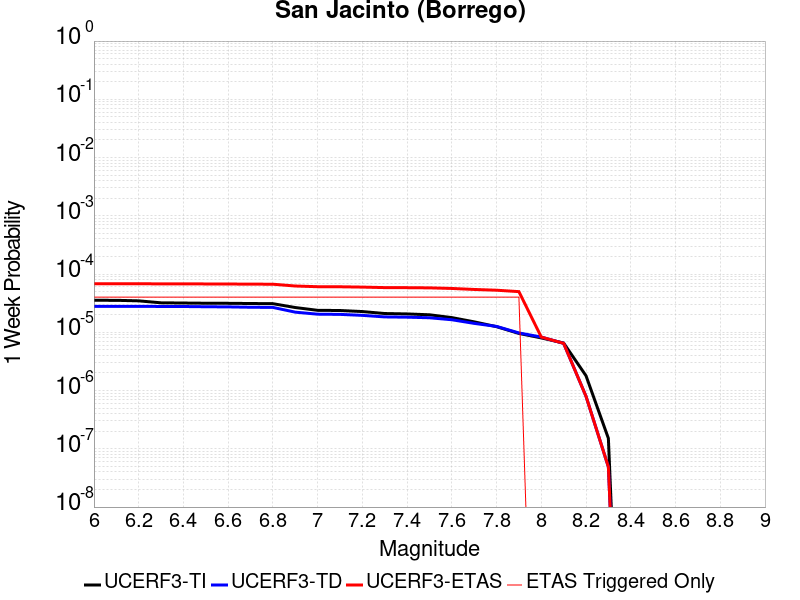 San Jacinto (Borrego)
10 0
10 -1
10 -2
10 -3
10 -4
10 -5
10 -6
10 -7
10 -8
1 Week Probability
6 6.2 6.4 6.6 6.8 7 7.2 7.4 7.6 7.8 8 8.2 8.4 8.6 8.8 9
Magnitude
UCERF3-TI UCERF3-TD UCERF3-ETAS ETAS Triggered Only